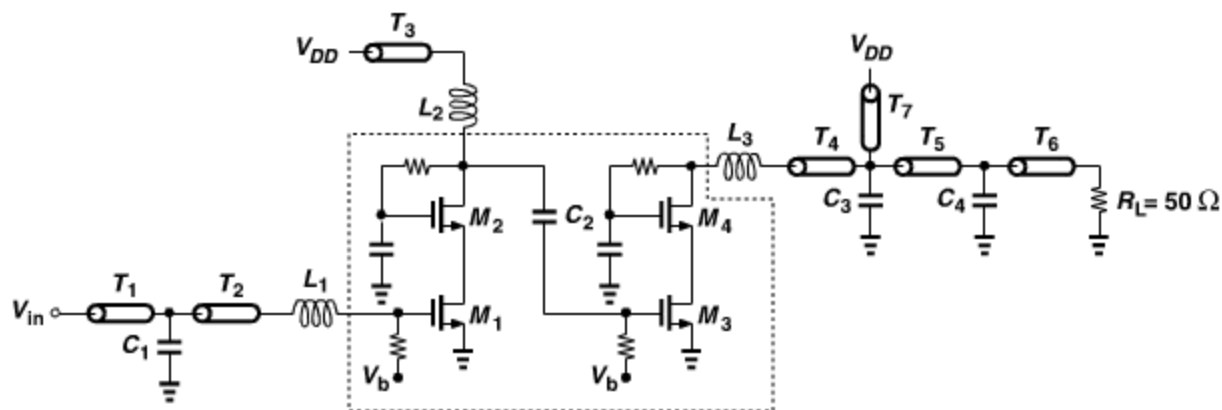 T3
VDD
L2
VDD
T7
L3
T4
T5
T6
C3
C4
RL= 50 Ω
M2
C2
M4
T1
T2
L1
Vin
C1
M1
M3
Vb
Vb